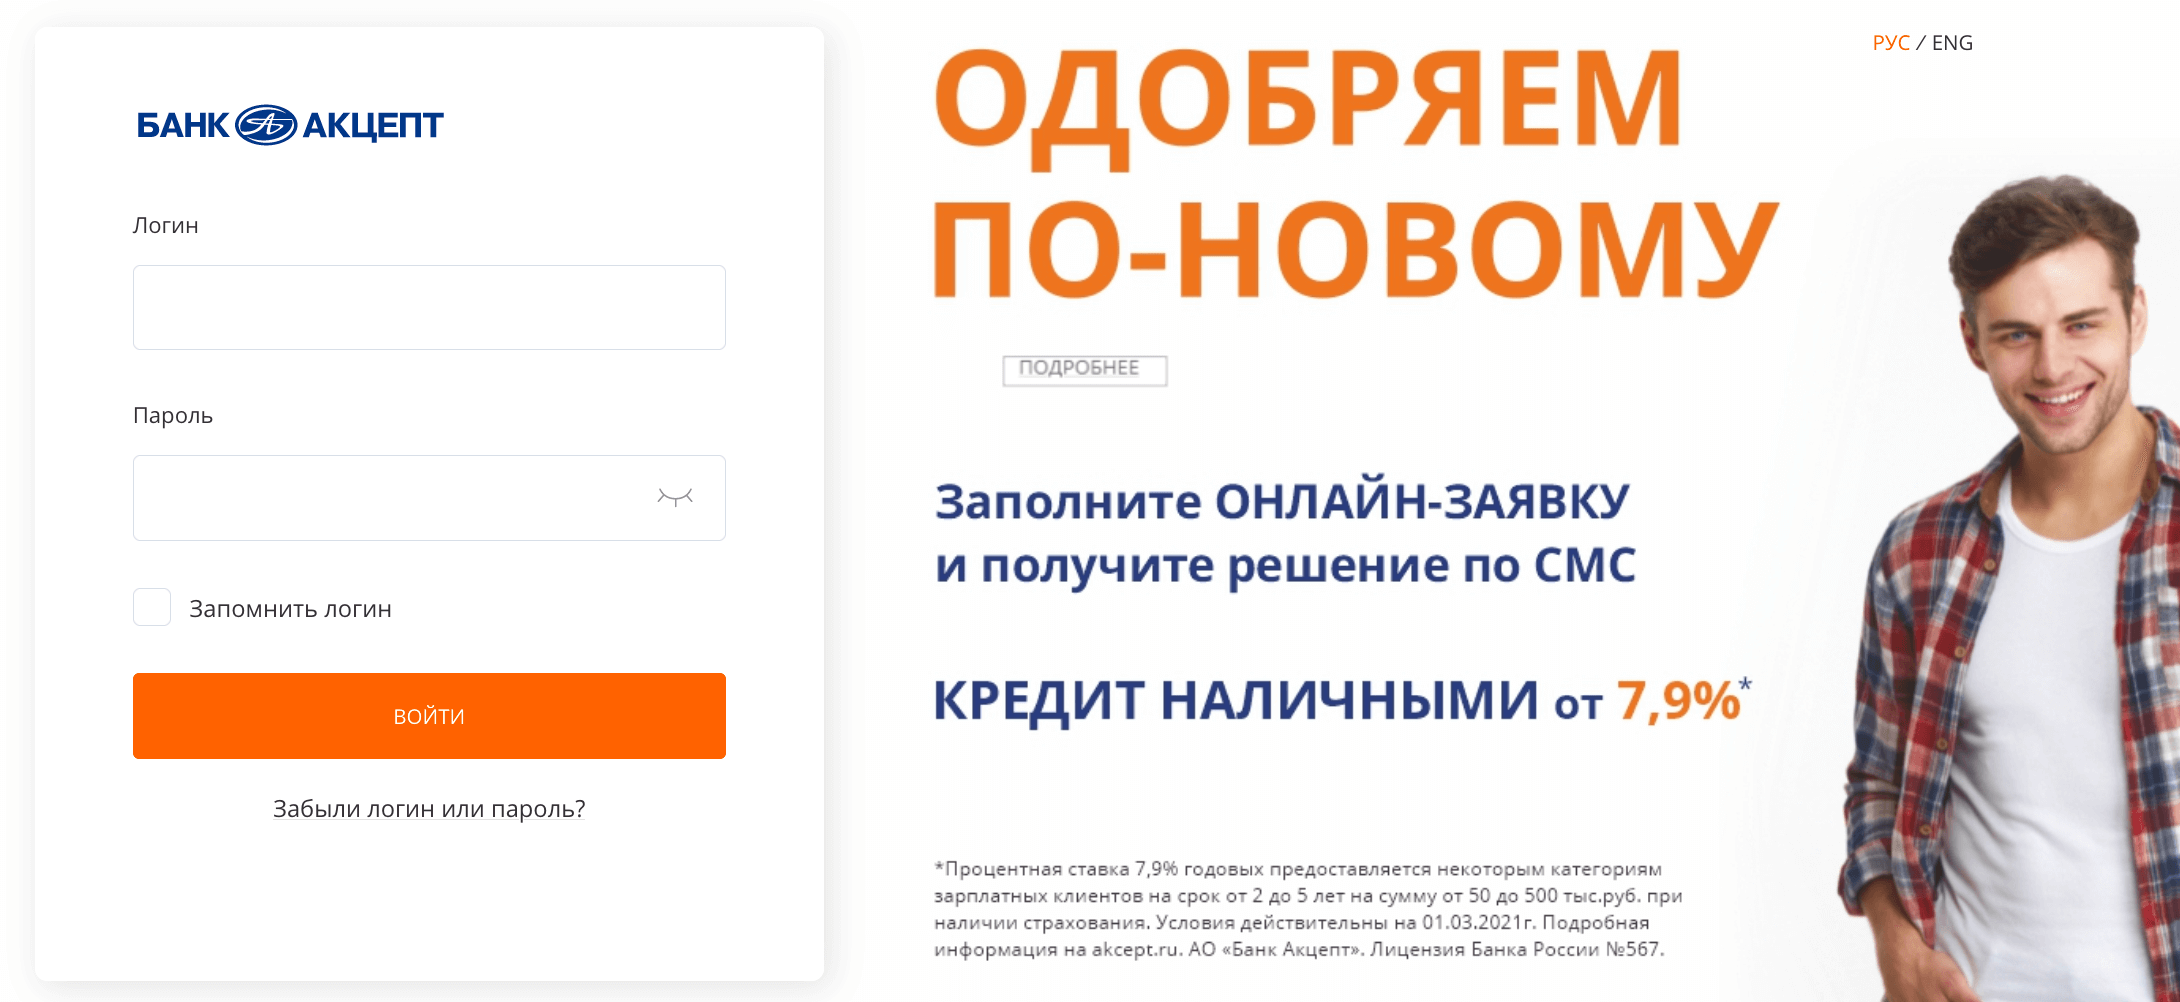 БАНК АКЦЕПТ
Логин
Пароль
Запомнить логин
ВОЙТИ
Забыли логин или пароль?
РУС / ENG
ОДОБРЯЕМ
ПО-НОВОМУ
ПОДРОБНЕЕ
Заполните ОНЛАЙН-ЗАЯВКУ
и получите решение по СМС
КРЕДИТ НАЛИЧНЫМИ от 7,9%*
*Процентная ставка 7,9% годовых предоставляется некоторым категориям
зарплатных клиентов на срок от 2 до 5 лет на сумму от 50 до 500 тыс.руб. при
наличии страхования. Условия действительны на 01.03.2021г. Подробная
информация на akcept.ru. АО «Банк Акцепт». Лицензия Банка России №567.